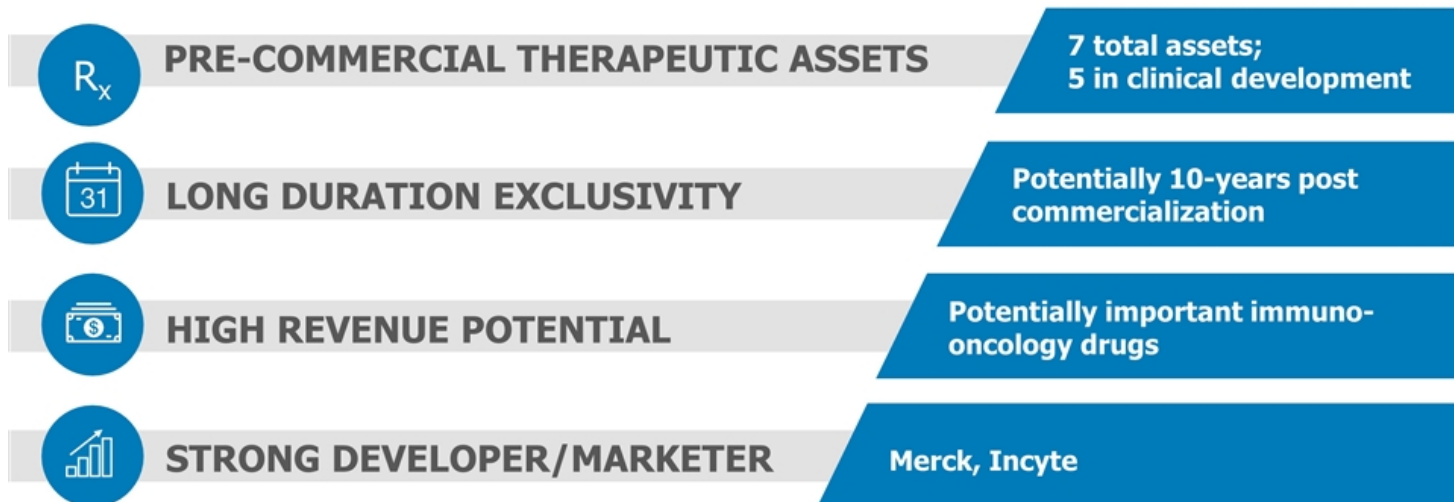 Rx
PRE-COMMERCIAL THERAPEUTIC ASSETS
7 total assets;
5 in clinical development
31
LONG DURATION EXCLUSIVITY
Potentially 10-years post
commercialization
$
HIGH REVENUE POTENTIAL
Potentially important immuno-
oncology drugs
STRONG DEVELOPER/MARKETER
Merck, Incyte